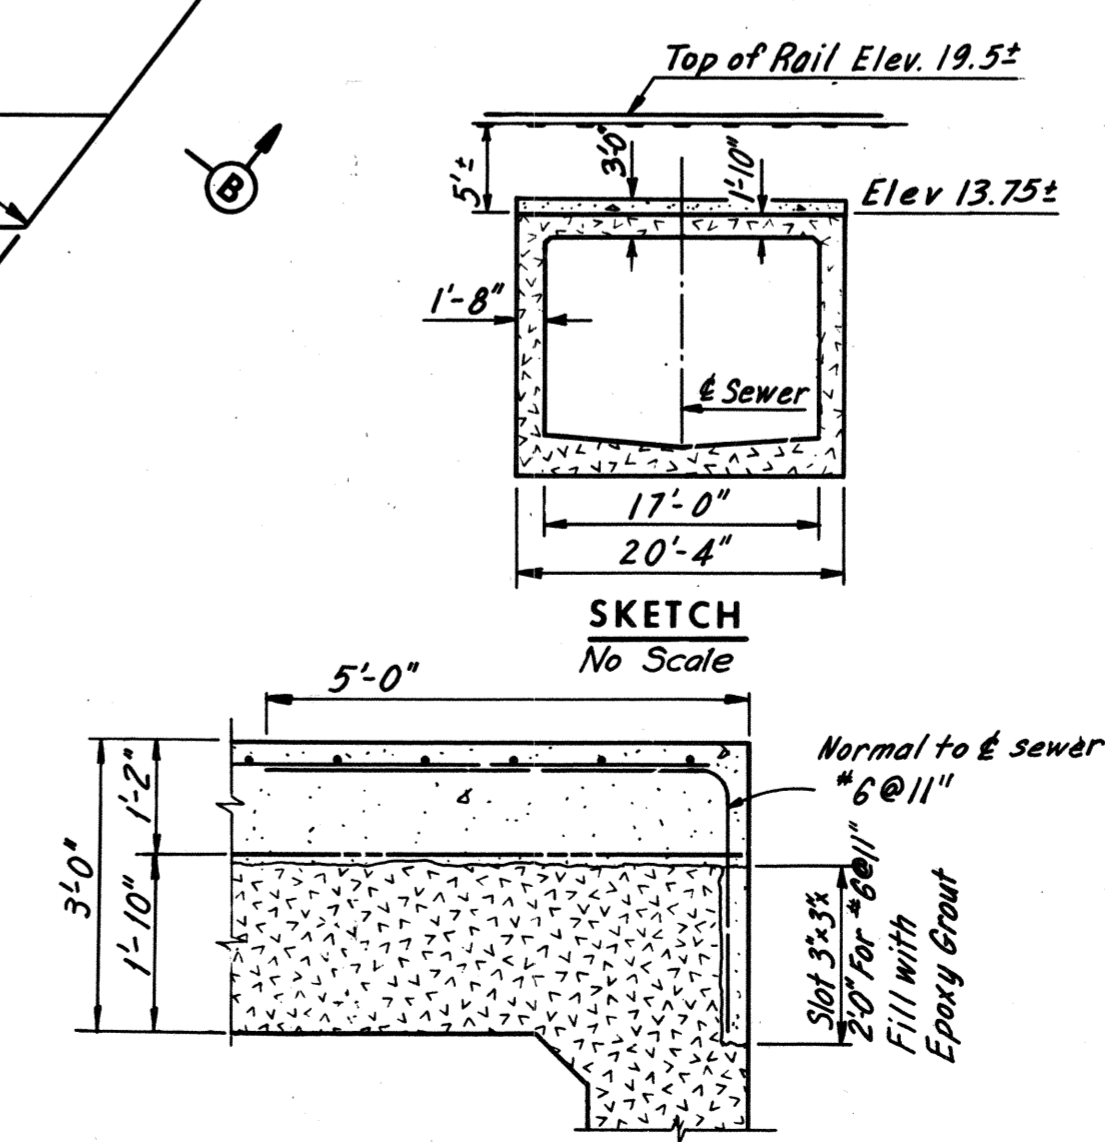 Top of Rail Elev. 19.5±
B
5'±
3'-0"
1'-10"
Elev 13.75±
1'-8"
℄ Sewer
17'-0"
20'-4"
SKETCH
No Scale
5'-0"
Normal to ℄ sewer
#6@11"
1'-2"
3'-0"
1'-10"
Slot 3"x3"x
2'-0" For #6@11"
Fill with
Epoxy Grout